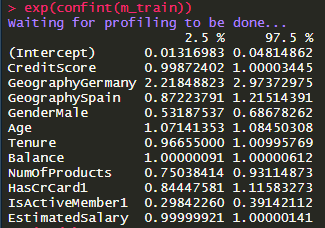 > exp(confint(m_train))
Waiting for profiling to be done...
2.5 % 97.5 %
(Intercept) 0.01316983 0.04814862
CreditScore 0.99872402 1.00003445
GeographyGermany 2.21848823 2.97372975
GeographySpain 0.87223791 1.21514391
GenderMale 0.53187537 0.68678262
Age 1.07141353 1.08450308
Tenure 0.96655000 1.00995769
Balance 1.00000091 1.00000612
NumOfProducts 0.75038414 0.93114873
HasCrCard1 0.84447581 1.11583273
IsActiveMember1 0.29842260 0.39142112
EstimatedSalary 0.99999921 1.00000141